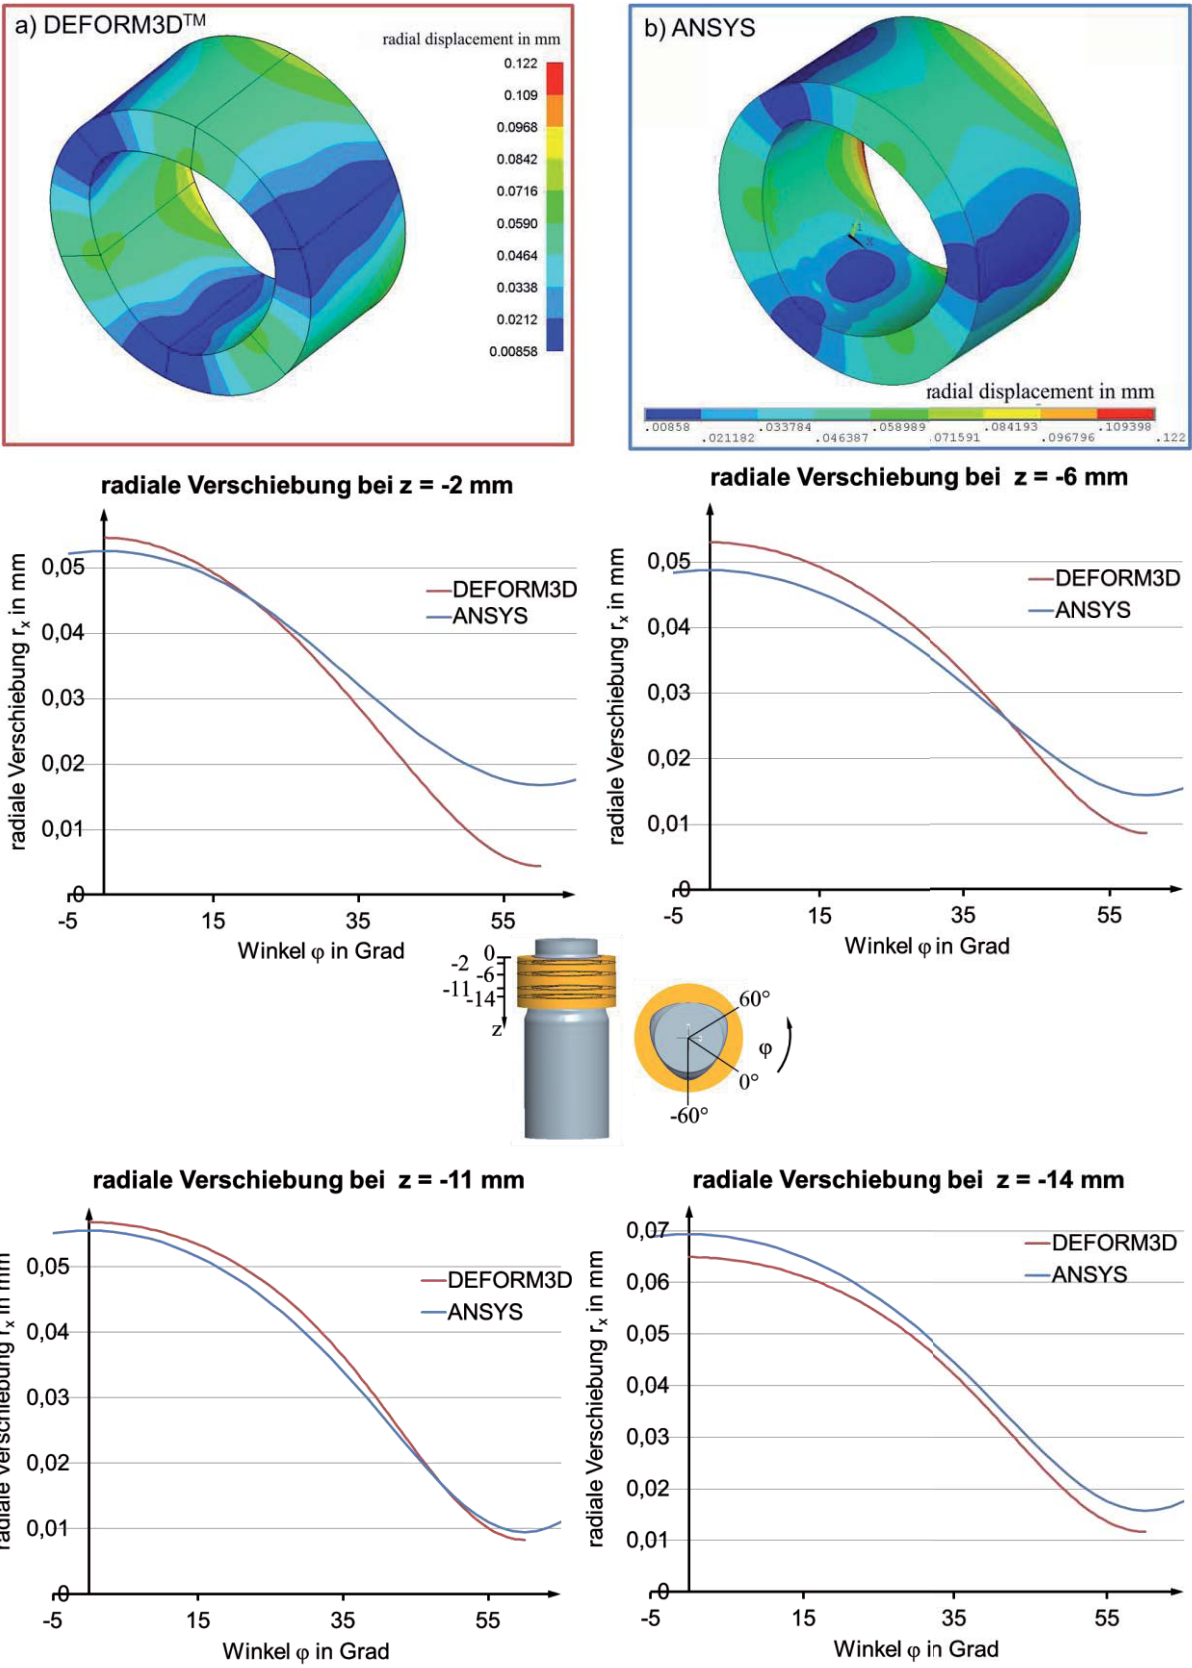 a) DEFORM3D™
radial displacement in mm
0.122
0.109
0.0968
0.0842
0.0716
0.0590
0.0464
0.0338
0.0212
0.00858
b) ANSYS
radial displacement in mm
.00858 .033784 .058989 .084193 .109398
.021182 .046387 .071591 .096796 .122
radiale Verschiebung bei z = -2 mm
radiale Verschiebung rx in mm
0,05
0,04
0,03
0,02
0,01
0
-5 15 35 55
Winkel φ in Grad
DEFORM3D
ANSYS
radiale Verschiebung bei z = -6 mm
radiale Verschiebung rx in mm
0,05
0,04
0,03
0,02
0,01
0
-5 15 35 55
Winkel φ in Grad
DEFORM3D
ANSYS
0
-2
-6
-11
-14
z
60°
φ
0°
-60°
radiale Verschiebung bei z = -11 mm
radiale Verschiebung rx in mm
0,05
0,04
0,03
0,02
0,01
0
-5 15 35 55
Winkel φ in Grad
DEFORM3D
ANSYS
radiale Verschiebung bei z = -14 mm
radiale Verschiebung rx in mm
0,07
0,06
0,05
0,04
0,03
0,02
0,01
0
-5 15 35 55
Winkel φ in Grad
DEFORM3D
ANSYS